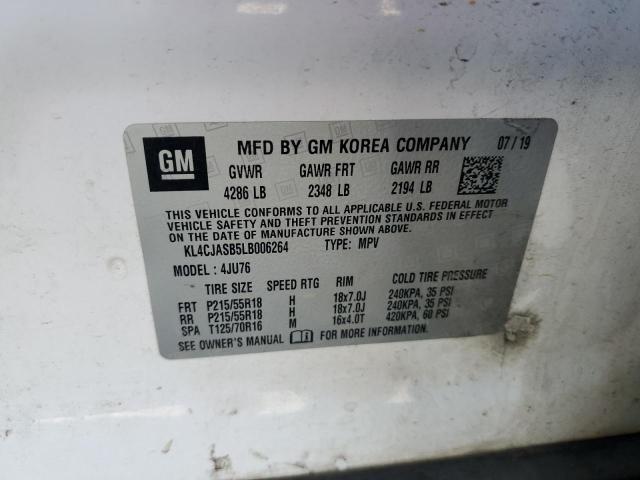 GM MFD BY GM KOREA COMPANY 07/19
GVWR GAWR FRT GAWR RR
4286 LB 2348 LB 2194 LB
THIS VEHICLE CONFORMS TO ALL APPLICABLE U.S. FEDERAL MOTOR
VEHICLE SAFETY AND THEFT PREVENTION STANDARDS IN EFFECT
ON THE DATE OF MANUFACTURE SHOWN ABOVE.
KL4CJASB5LB006264 TYPE: MPV
MODEL : 4JU76
TIRE SIZE SPEED RTG RIM COLD TIRE PRESSURE
FRT P215/55R18 H 18x7.0J 240KPA, 35 PSI
RR P215/55R18 H 18x7.0J 240KPA, 35 PSI
SPA T125/70R16 M 16x4.0T 420KPA, 60 PSI
SEE OWNER'S MANUAL FOR MORE INFORMATION.